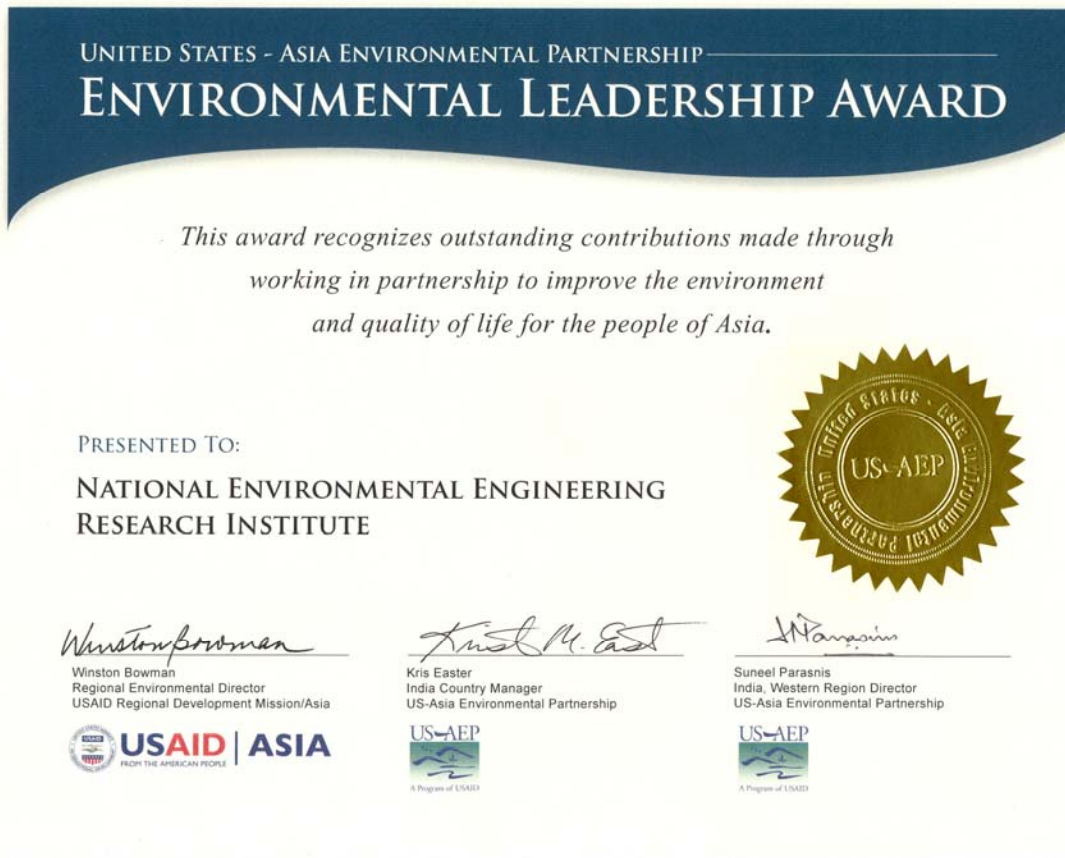 UNITED STATES - ASIA ENVIRONMENTAL PARTNERSHIP
ENVIRONMENTAL LEADERSHIP AWARD
This award recognizes outstanding contributions made through
working in partnership to improve the environment
and quality of life for the people of Asia.
United States - Asia Environmental Partnership
US-AEP
PRESENTED TO:
NATIONAL ENVIRONMENTAL ENGINEERING
RESEARCH INSTITUTE
Winston Bowman
Kris M. East
Winston Bowman
Regional Environmental Director
USAID Regional Development Mission/Asia
Kris Easter
India Country Manager
US-Asia Environmental Partnership
Suneel Parasnis
India, Western Region Director
US-Asia Environmental Partnership
USAID | ASIA
FROM THE AMERICAN PEOPLE
US-AEP
A Program of USAID
US-AEP
A Program of USAID